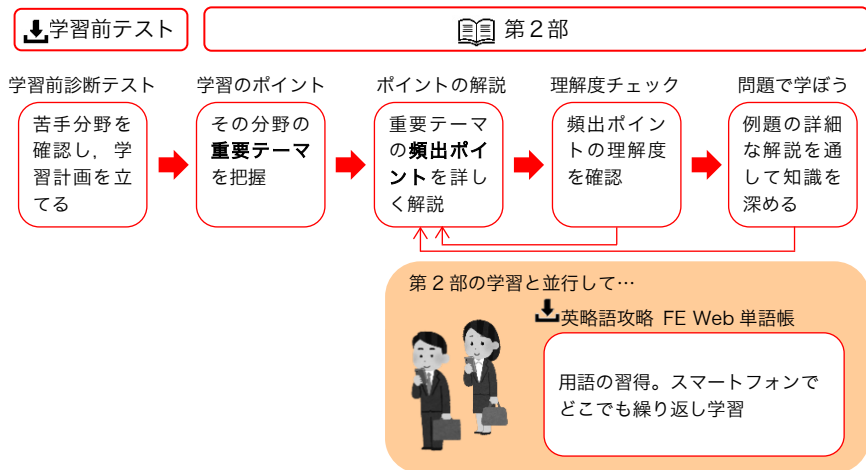 学習前テスト
第2部
学習前診断テスト
苦手分野を
確認し，学
習計画を立
てる
学習のポイント
その分野の
重要テーマ
を把握
ポイントの解説
重要テーマ
の頻出ポイ
ントを詳し
く解説
理解度チェック
頻出ポイン
トの理解度
を確認
問題で学ぼう
例題の詳細
な解説を通
して知識を
深める
第2部の学習と並行して…
英略語攻略 FE Web 単語帳
用語の習得。スマートフォンで
どこでも繰り返し学習